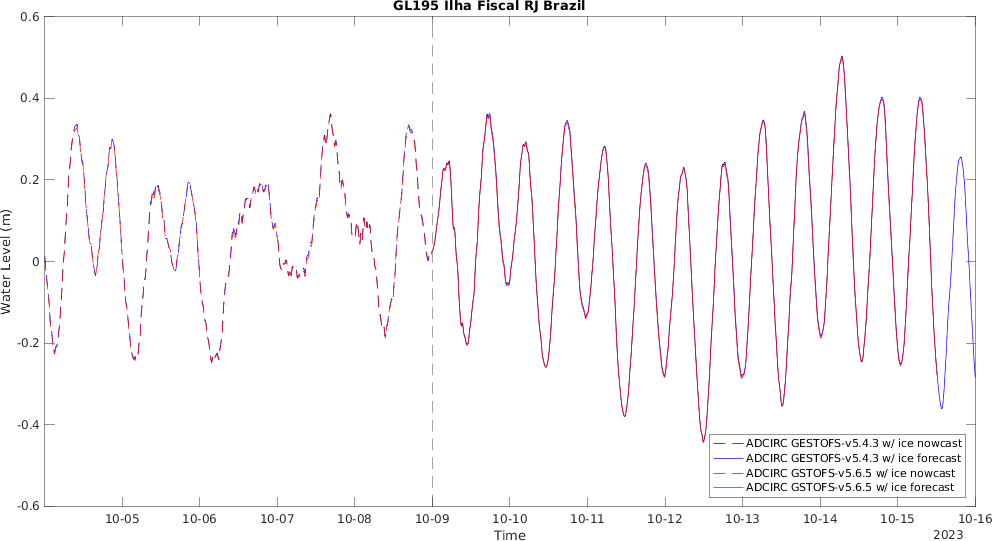 GL195 Ilha Fiscal RJ Brazil
0.6
0.4
0.2
0
-0.2
-0.4
-0.6
Water Level (m)
ADCIRC GESTOFS-v5.4.3 w/ ice nowcast
ADCIRC GESTOFS-v5.4.3 w/ ice forecast
ADCIRC GSTOFS-v5.6.5 w/ ice nowcast
ADCIRC GSTOFS-v5.6.5 w/ ice forecast
10-05 10-06 10-07 10-08 10-09 10-10 10-11 10-12 10-13 10-14 10-15 10-16
Time
2023